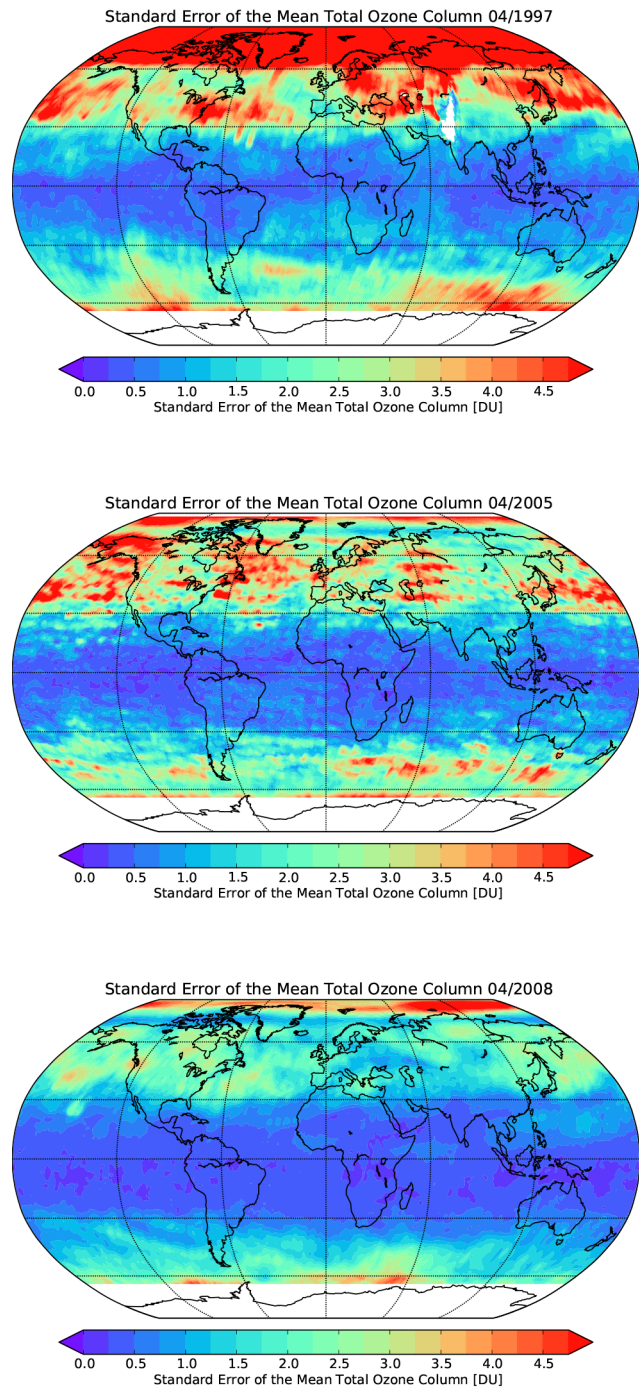 Standard Error of the Mean Total Ozone Column 04/1997
0.0 0.5 1.0 1.5 2.0 2.5 3.0 3.5 4.0 4.5
Standard Error of the Mean Total Ozone Column [DU]
Standard Error of the Mean Total Ozone Column 04/2005
0.0 0.5 1.0 1.5 2.0 2.5 3.0 3.5 4.0 4.5
Standard Error of the Mean Total Ozone Column [DU]
Standard Error of the Mean Total Ozone Column 04/2008
0.0 0.5 1.0 1.5 2.0 2.5 3.0 3.5 4.0 4.5
Standard Error of the Mean Total Ozone Column [DU]